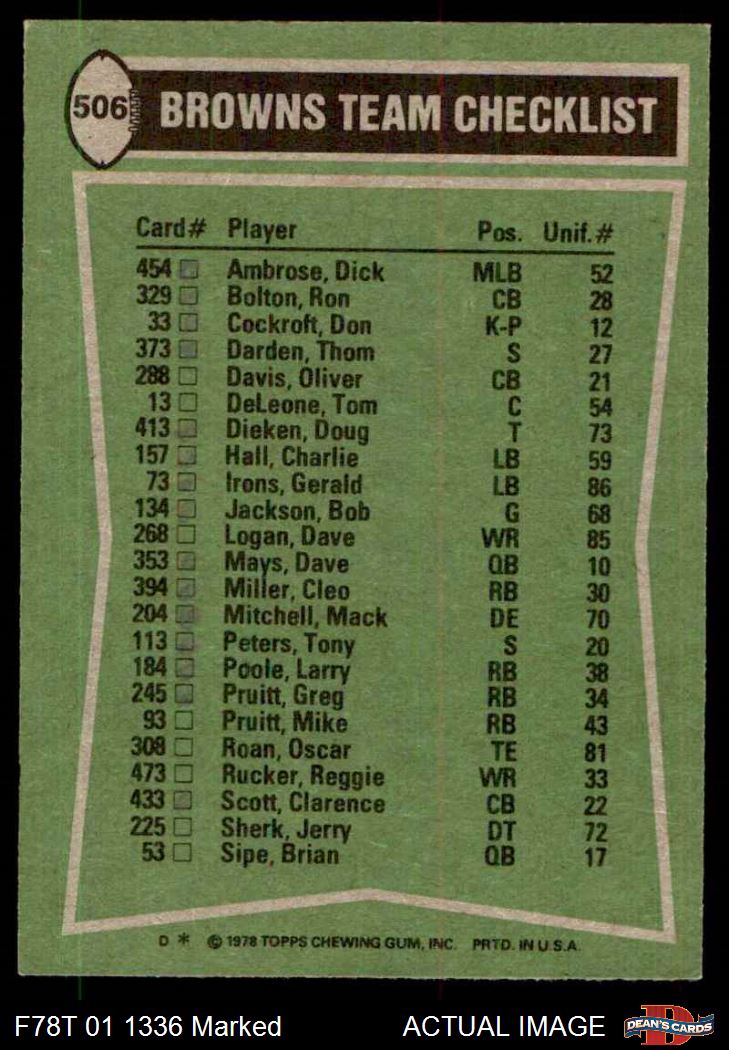 506 BROWNS TEAM CHECKLIST
Card# Player Pos. Unif.#
454 Ambrose, Dick MLB 52
329 Bolton, Ron CB 28
33 Cockroft, Don K-P 12
373 Darden, Thom S 27
288 Davis, Oliver CB 21
13 DeLeone, Tom C 54
413 Dieken, Doug T 73
157 Hall, Charlie LB 59
73 Irons, Gerald LB 86
134 Jackson, Bob G 68
268 Logan, Dave WR 85
353 Mays, Dave QB 10
394 Miller, Cleo RB 30
204 Mitchell, Mack DE 70
113 Peters, Tony S 20
184 Poole, Larry RB 38
245 Pruitt, Greg RB 34
93 Pruitt, Mike RB 43
308 Roan, Oscar TE 81
473 Rucker, Reggie WR 33
433 Scott, Clarence CB 22
225 Sherk, Jerry DT 72
53 Sipe, Brian QB 17
D * © 1978 TOPPS CHEWING GUM, INC. PRTD. IN U.S.A.
F78T 01 1336 Marked ACTUAL IMAGE D DEAN'S CARDS